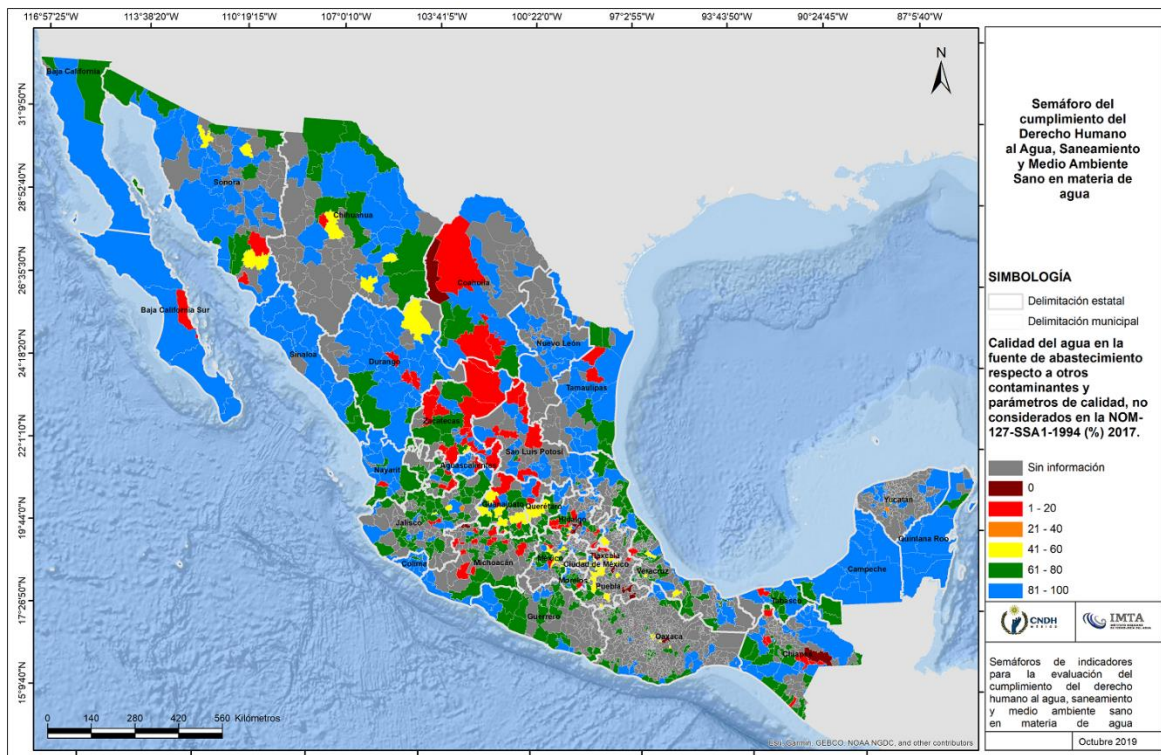 116°57'25"W 113°38'20"W 110°19'15"W 107°0'10"W 103°41'5"W 100°22'0"W 97°2'55"W 93°43'50"W 90°24'45"W 87°5'40"W
31°9'50"N
28°52'40"N
26°35'30"N
24°18'20"N
22°1'10"N
19°44'0"N
17°26'50"N
15°9'40"N
N
Baja California
Sonora
Chihuahua
Coahuila
Baja California Sur
Nuevo León
Sinaloa
Durango
Tamaulipas
Zacatecas
San Luis Potosí
Aguascalientes
Nayarit
Querétaro
Jalisco
Yucatán
Quintana Roo
Tlaxcala
Ciudad de México
Colima
Michoacán
Veracruz
Campeche
Morelos
Puebla
Tabasco
Guerrero
Oaxaca
Chiapas
0 140 280 420 560 Kilómetros
Esri, Garmin, GEBCO, NOAA NGDC, and other contributors
Semáforo del
cumplimiento del
Derecho Humano
al Agua, Saneamiento
y Medio Ambiente
Sano en materia de
agua
SIMBOLOGÍA
Delimitación estatal
Delimitación municipal
Calidad del agua en la
fuente de abastecimiento
respecto a otros
contaminantes y
parámetros de calidad, no
considerados en la NOM-
127-SSA1-1994 (%) 2017.
Sin información
0
1 - 20
21 - 40
41 - 60
61 - 80
81 - 100
CNDH
MÉXICO
IMTA
Semáforos de indicadores
para la evaluación del
cumplimiento del derecho
humano al agua, saneamiento
y medio ambiente sano
en materia de agua
Octubre 2019